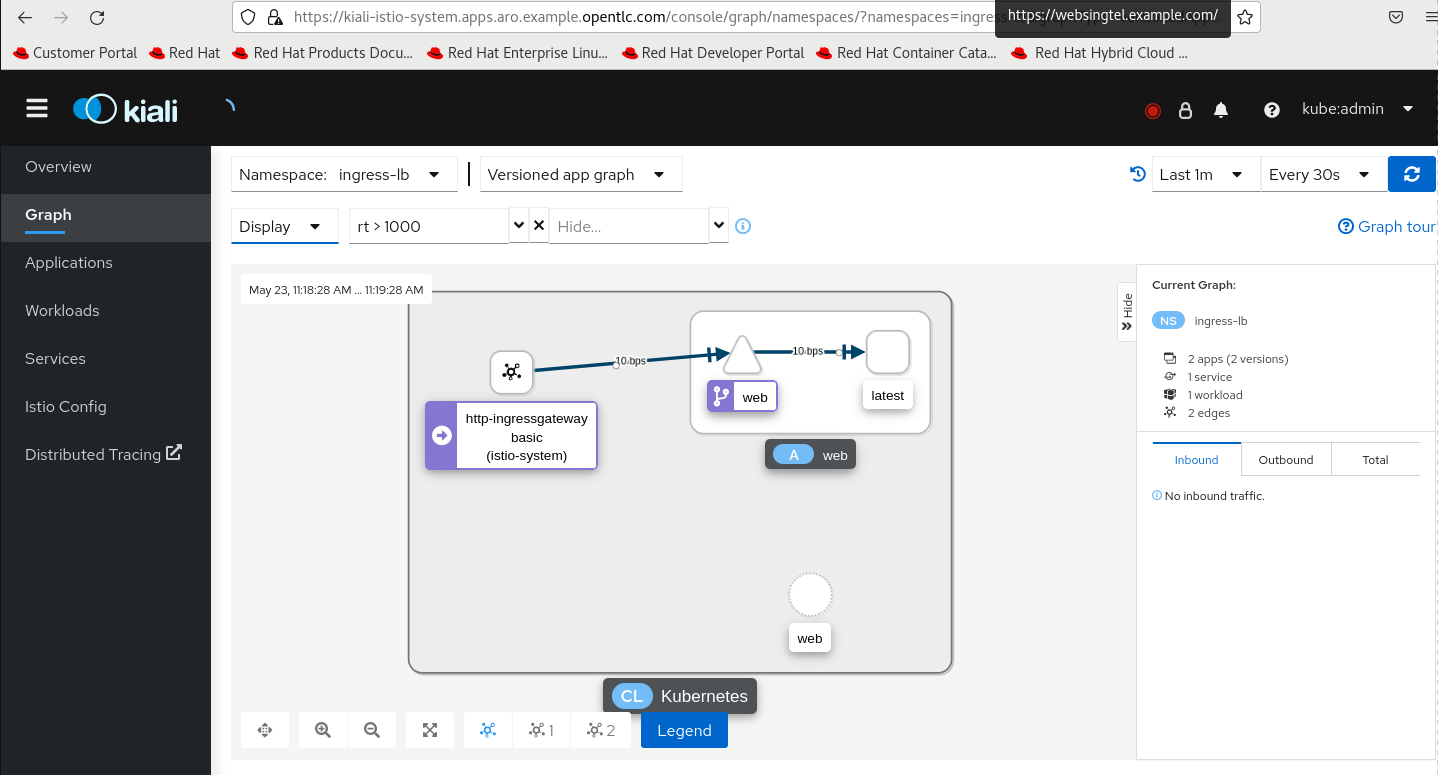 https://kiali-istio-system.apps.aro.example.opentlc.com/console/graph/namespaces/?namespaces=ingress
https://websingtel.example.com/
Customer Portal Red Hat Red Hat Products Docu... Red Hat Enterprise Linu... Red Hat Developer Portal Red Hat Container Cata... Red Hat Hybrid Cloud ...
kiali kube:admin
Overview
Graph
Applications
Workloads
Services
Istio Config
Distributed Tracing
Namespace: ingress-lb Versioned app graph Last 1m Every 30s
Display rt > 1000 Hide... Graph tour
May 23, 11:18:28 AM ... 11:19:28 AM
10 bps 10 bps
web latest
http-ingressgateway
basic
(istio-system)
A web
web
CL Kubernetes
1 2 Legend
Hide
Current Graph:
NS ingress-lb
2 apps (2 versions)
1 service
1 workload
2 edges
Inbound Outbound Total
No inbound traffic.